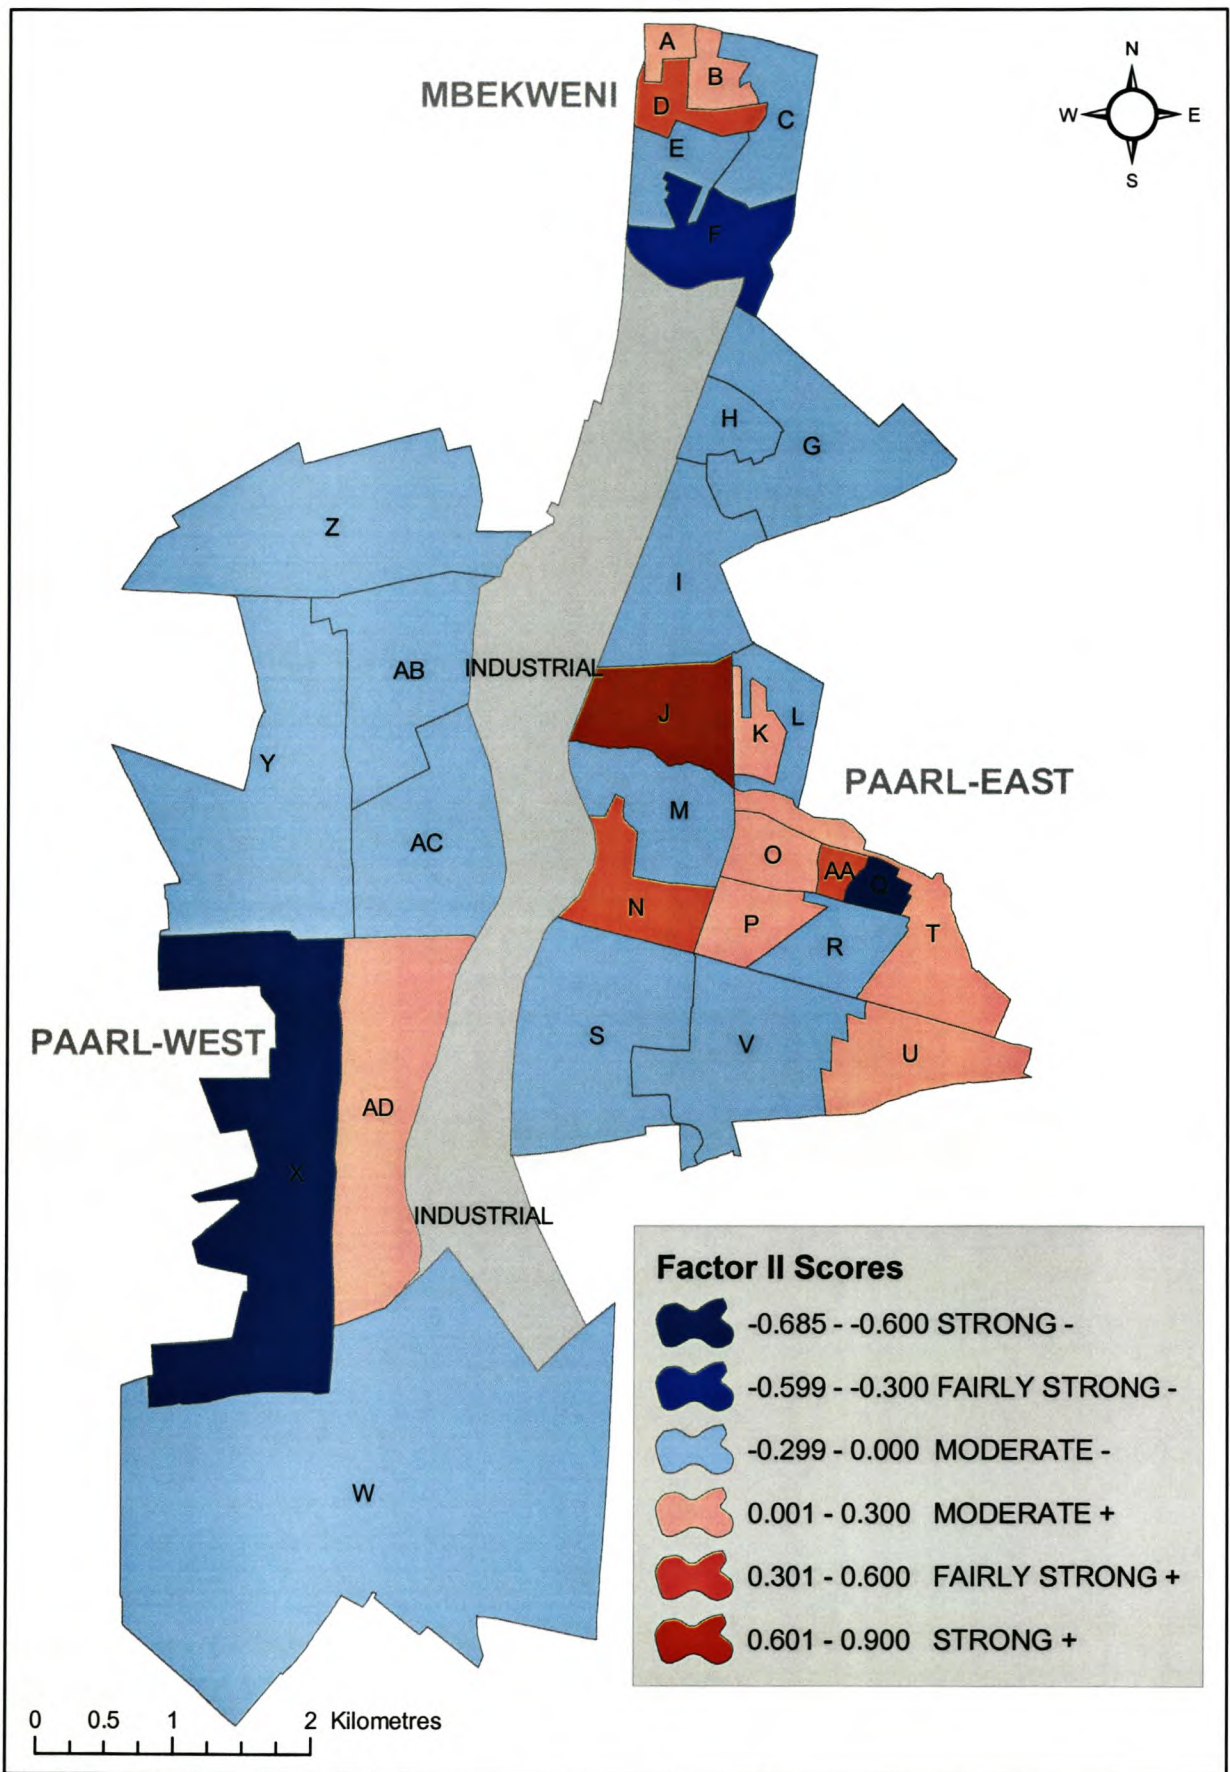 N
W E
S
MBEKWENI
A
B
C
D
E
F
H
G
Z
I
AB
INDUSTRIAL
J
L
K
Y
PAARL-EAST
M
AC
O
AA
Q
N
P
T
R
PAARL-WEST
S
V
U
AD
X
INDUSTRIAL
W
Factor II Scores
-0.685 - -0.600 STRONG -
-0.599 - -0.300 FAIRLY STRONG -
-0.299 - 0.000 MODERATE -
0.001 - 0.300 MODERATE +
0.301 - 0.600 FAIRLY STRONG +
0.601 - 0.900 STRONG +
0 0.5 1 2 Kilometres